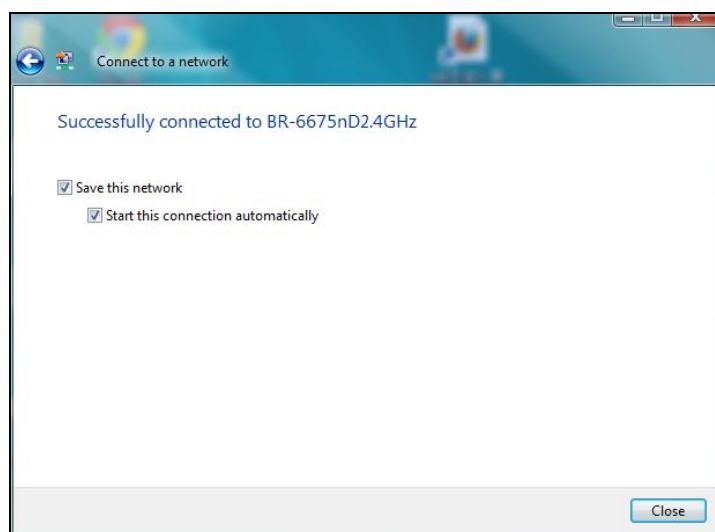 Connect to a network
Successfully connected to BR-6675nD2.4GHz
Save this network
Start this connection automatically
Close